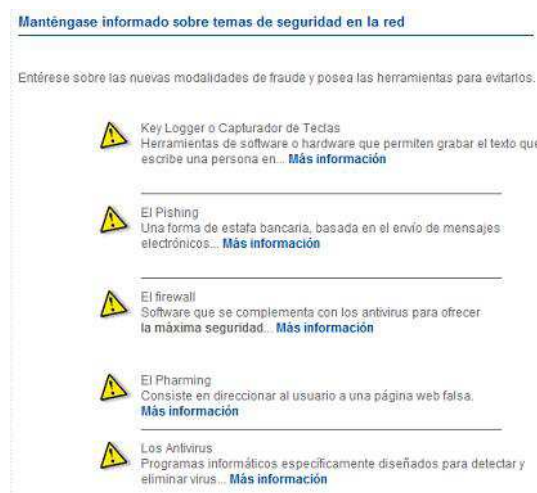 Manténgase informado sobre temas de seguridad en la red
Entérese sobre las nuevas modalidades de fraude y posea las herramientas para evitarlos.
Key Logger o Capturador de Teclas
Herramientas de software o hardware que permiten grabar el texto que
escribe una persona en... Más información
El Pishing
Una forma de estafa bancaria, basada en el envío de mensajes
electrónicos... Más información
El firewall
Software que se complementa con los antivirus para ofrecer
la máxima seguridad... Más información
El Pharming
Consiste en direccionar al usuario a una página web falsa.
Más información
Los Antivirus
Programas informáticos específicamente diseñados para detectar y
eliminar virus... Más información